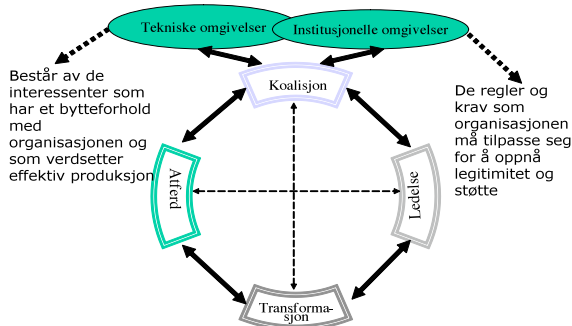 Tekniske omgivelser
Institusjonelle omgivelser
Består av de
interessenter som
har et bytteforhold
med
organisasjonen og
som verdsetter
effektiv produksjon
De regler og
krav som
organisasjonen
må tilpasse seg
for å oppnå
legitimitet og
støtte
Koalisjon
Atferd
Ledelse
Transforma-
sjon